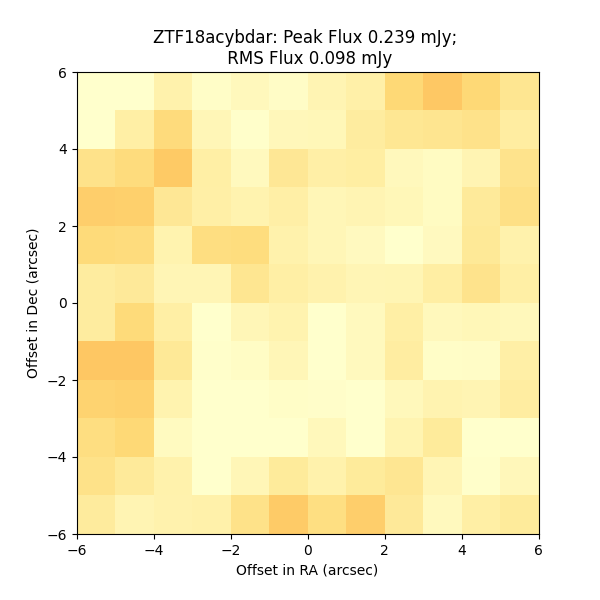 ZTF18acybdar: Peak Flux 0.239 mJy;
RMS Flux 0.098 mJy
6
4
2
0
−2
−4
−6
Offset in Dec (arcsec)
−6 −4 −2 0 2 4 6
Offset in RA (arcsec)